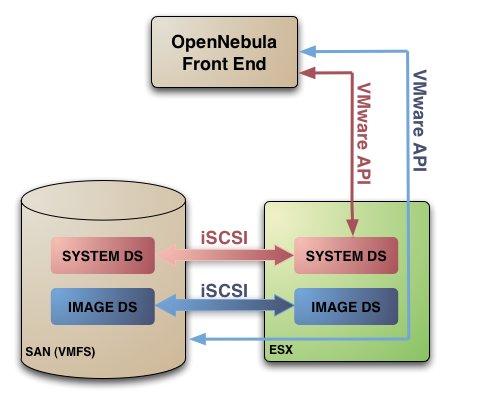 OpenNebula
Front End
VMware API
VMware API
iSCSI
SYSTEM DS
SYSTEM DS
iSCSI
IMAGE DS
IMAGE DS
SAN (VMFS)
ESX